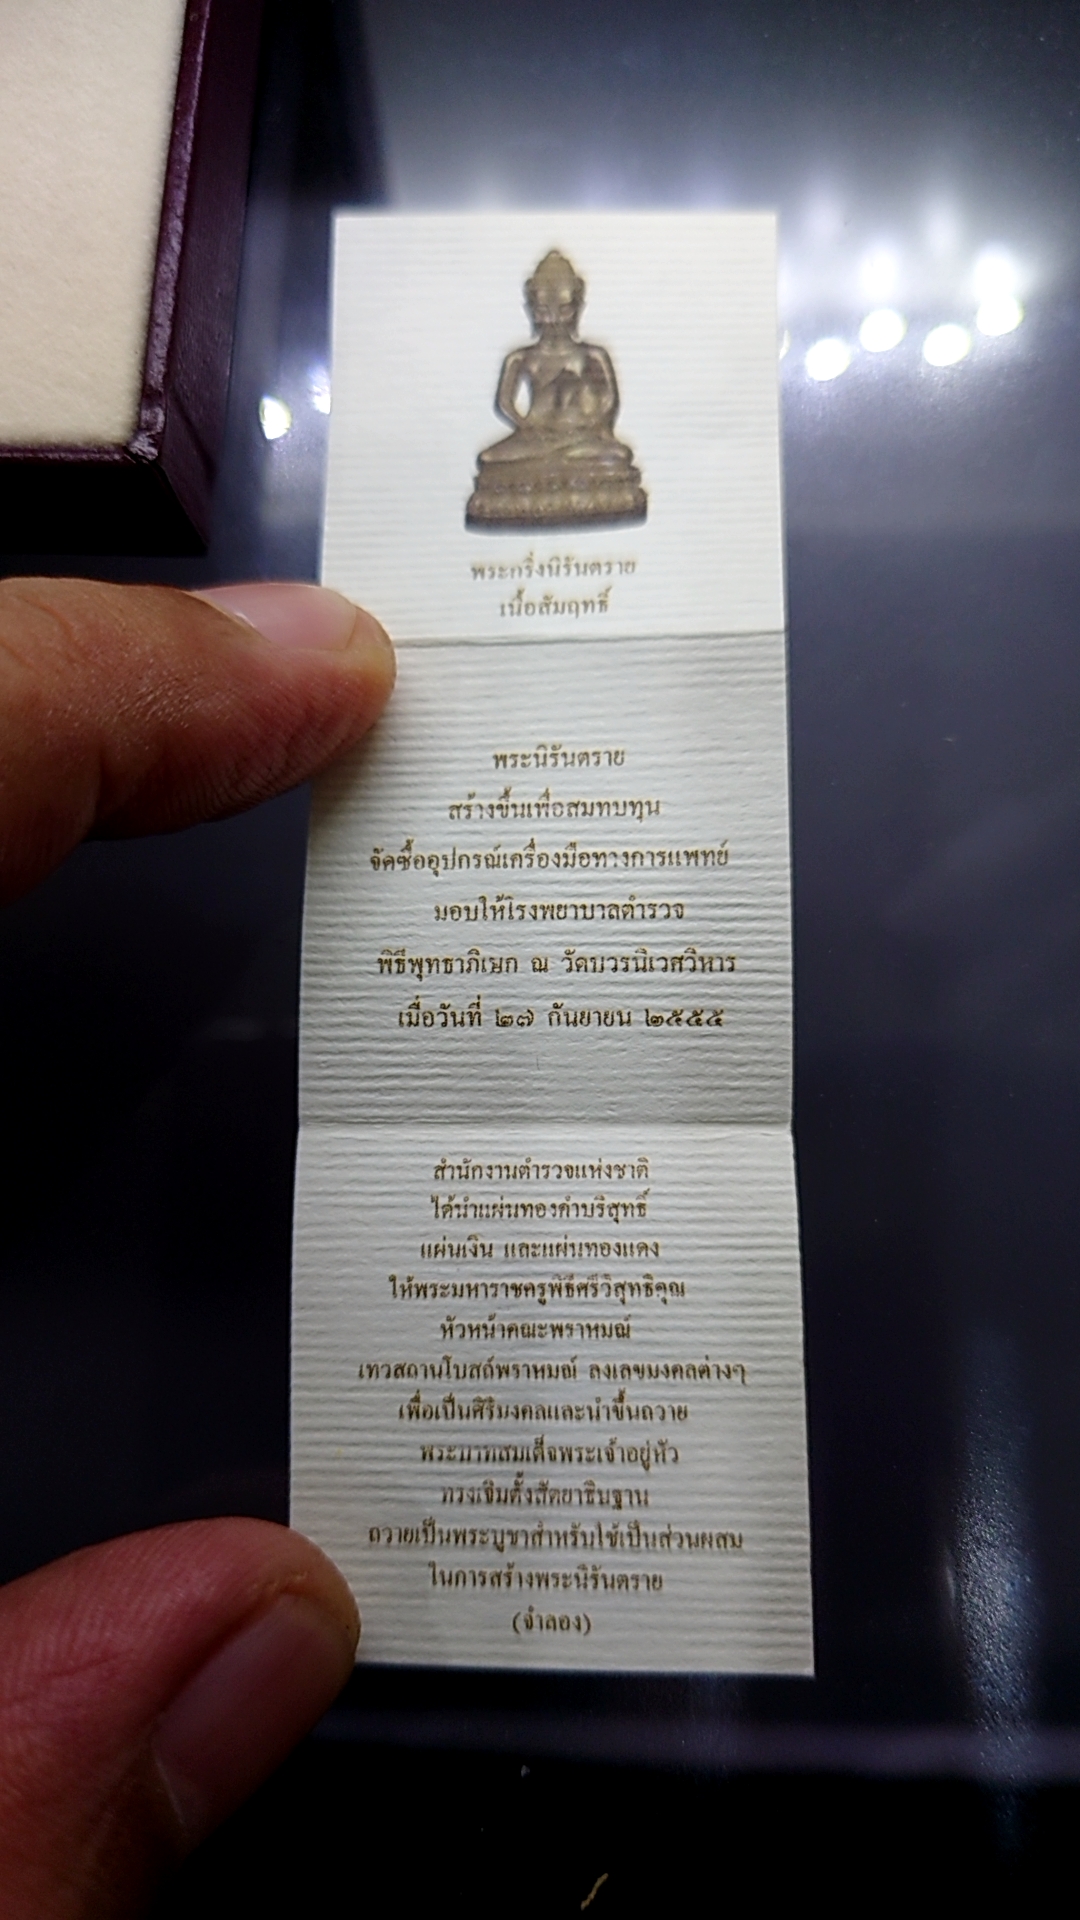 พระกริ่งนิรันตราย
เนื้อสัมฤทธิ์
พระนิรันตราย
สร้างขึ้นเพื่อสมทบทุน
จัดซื้ออุปกรณ์เครื่องมือทางการแพทย์
มอบให้โรงพยาบาลตำรวจ
พิธีพุทธาภิเษก ณ วัดบวรนิเวศวิหาร
เมื่อวันที่ ๒๗ กันยายน ๒๕๕๕
สำนักงานตำรวจแห่งชาติ
ได้นำแผ่นทองคำบริสุทธิ์
แผ่นเงิน และแผ่นทองแดง
ให้พระมหาราชครูพิธีศรีวิสุทธิคุณ
หัวหน้าคณะพราหมณ์
เทวสถานโบสถ์พราหมณ์ ลงเลขมงคลต่างๆ
เพื่อเป็นศิริมงคลและนำขึ้นถวาย
พระบาทสมเด็จพระเจ้าอยู่หัว
ทรงเจิมตั้งสัตยาธิษฐาน
ถวายเป็นพระบูชาสำหรับใช้เป็นส่วนผสม
ในการสร้างพระนิรันตราย
(จำลอง)